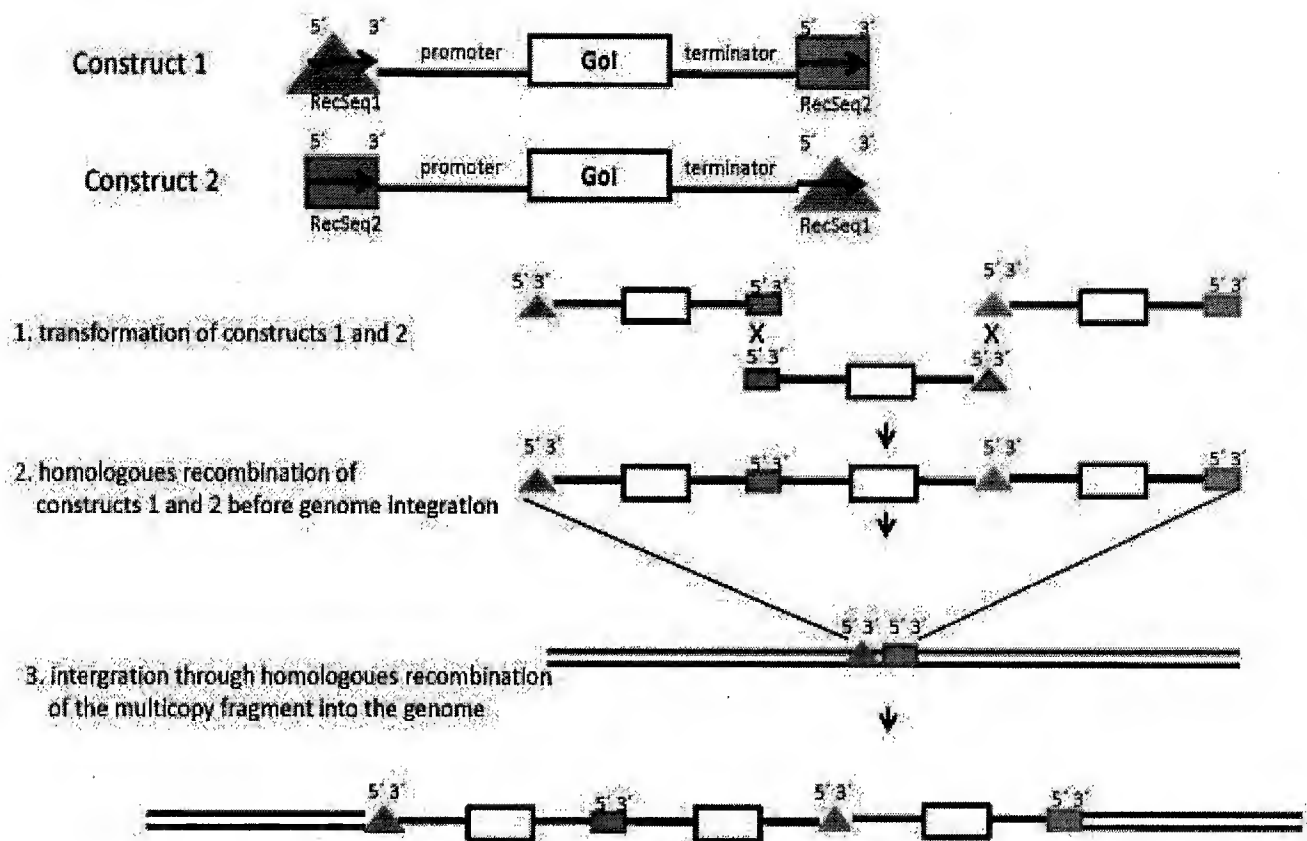 5' 3' 5' 3'
Construct 1 promoter GoI terminator
RecSeq1 RecSeq2
5' 3' 5' 3'
Construct 2 promoter GoI terminator
RecSeq2 RecSeq1
5' 3' 5' 3' 5' 3' 5' 3'
1. transformation of constructs 1 and 2
X X
5' 3' 5' 3'
5' 3' 5' 3' 5' 3' 5' 3'
2. homologoues recombination of
constructs 1 and 2 before genome integration
5' 3' 5' 3'
3. intergration through homologoues recombination
of the multicopy fragment into the genome
5' 3' 5' 3' 5' 3' 5' 3'